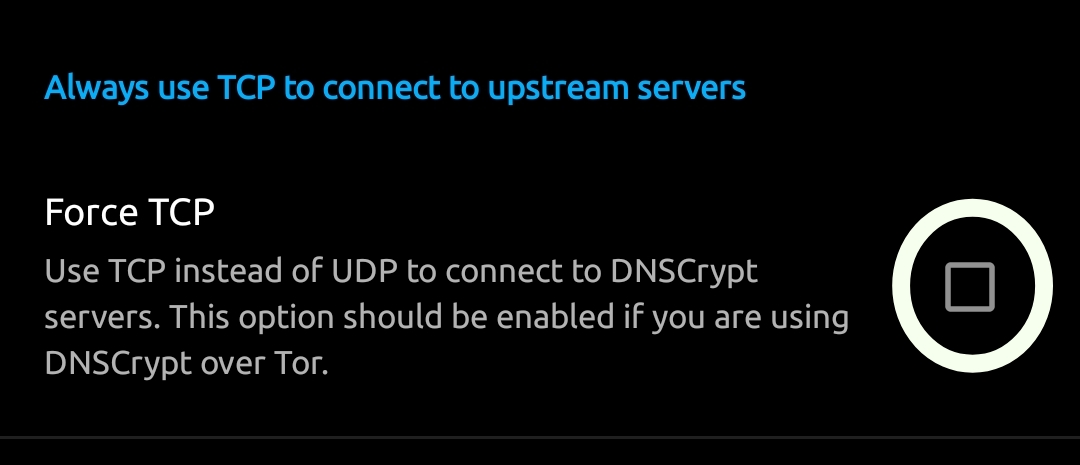 Always use TCP to connect to upstream servers
Force TCP
Use TCP instead of UDP to connect to DNSCrypt
servers. This option should be enabled if you are using
DNSCrypt over Tor.